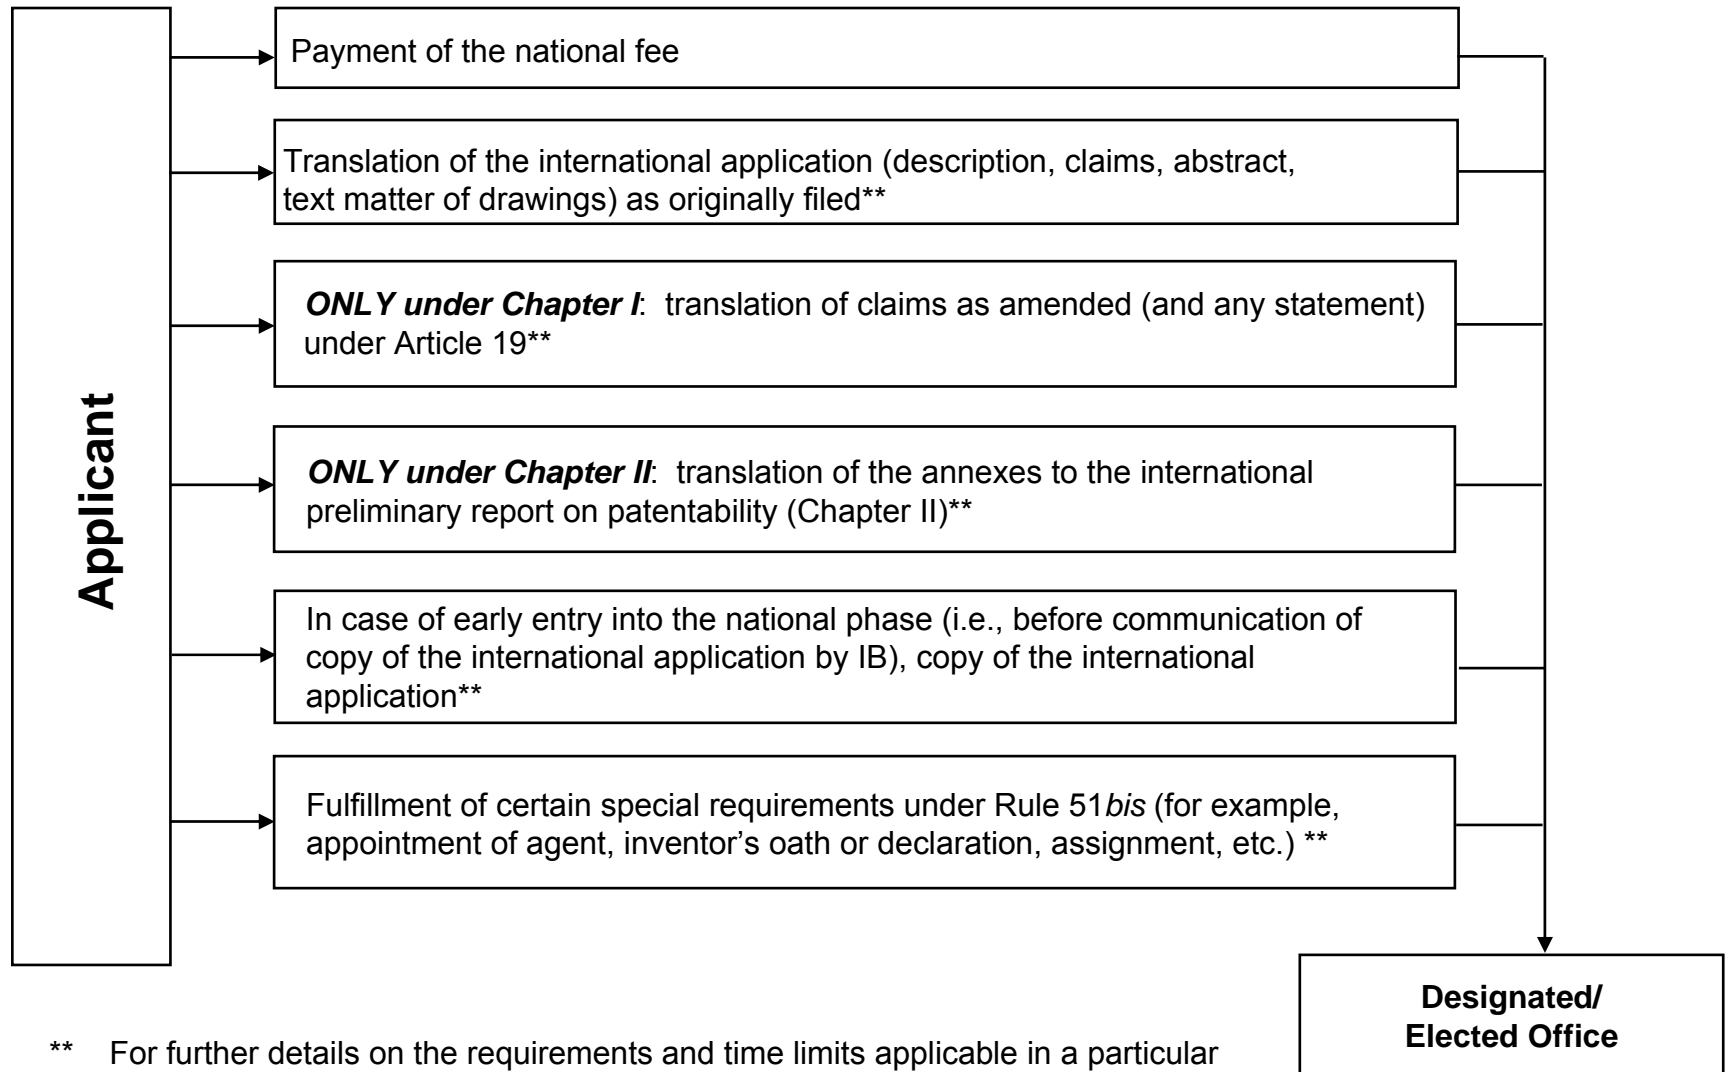 Applicant
Payment of the national fee
Translation of the international application (description, claims, abstract,
text matter of drawings) as originally filed**
ONLY under Chapter I:  translation of claims as amended (and any statement)
under Article 19**
ONLY under Chapter II:  translation of the annexes to the international
preliminary report on patentability (Chapter II)**
In case of early entry into the national phase (i.e., before communication of
copy of the international application by IB), copy of the international
application**
Fulfillment of certain special requirements under Rule 51bis (for example,
appointment of agent, inventor’s oath or declaration, assignment, etc.) **
Designated/
Elected Office
** For further details on the requirements and time limits applicable in a particular